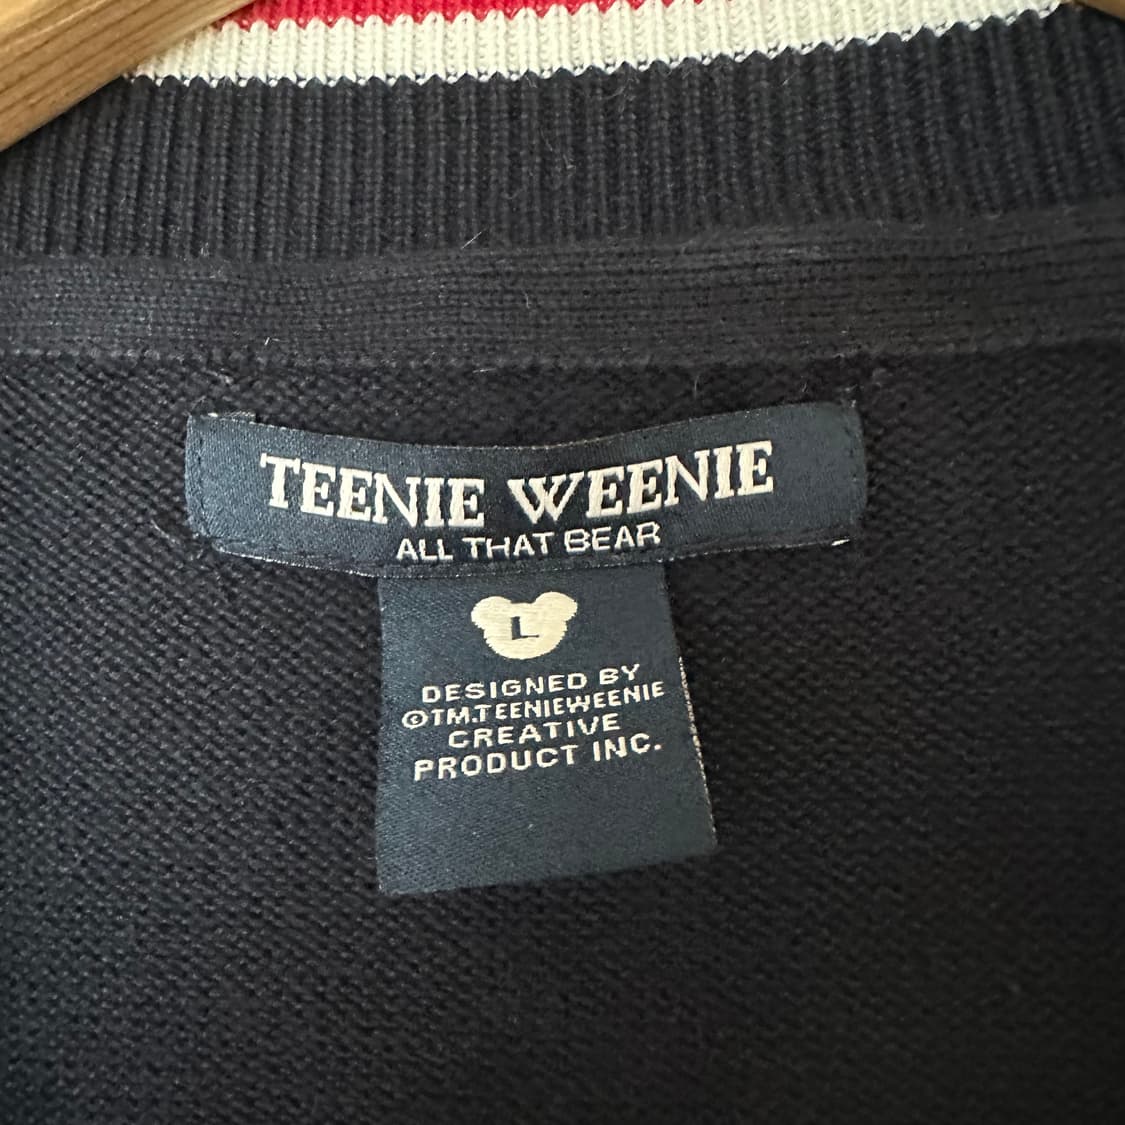 TEENIE WEENIE
ALL THAT BEAR
L
DESIGNED BY
©TM.TEENIEWEENIE
CREATIVE
PRODUCT INC.